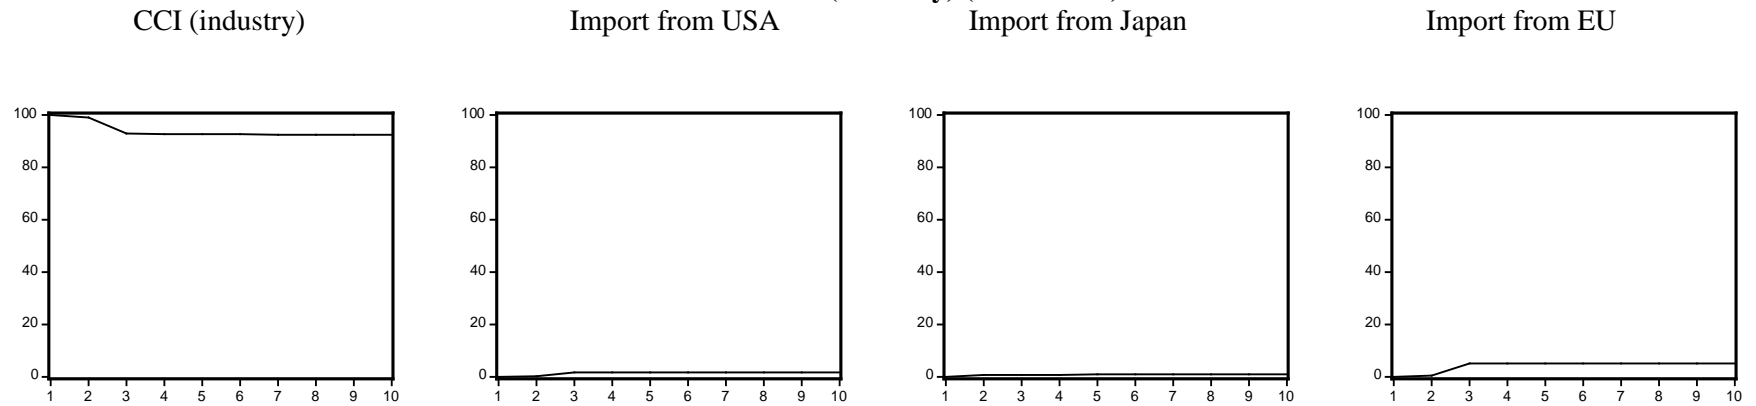 CCI (industry) Import from USA Import from Japan Import from EU
100 100 100 100
80 80 80 80
60 60 60 60
40 40 40 40
20 20 20 20
0 0 0 0
1 2 3 4 5 6 7 8 9 10 1 2 3 4 5 6 7 8 9 10 1 2 3 4 5 6 7 8 9 10 1 2 3 4 5 6 7 8 9 10